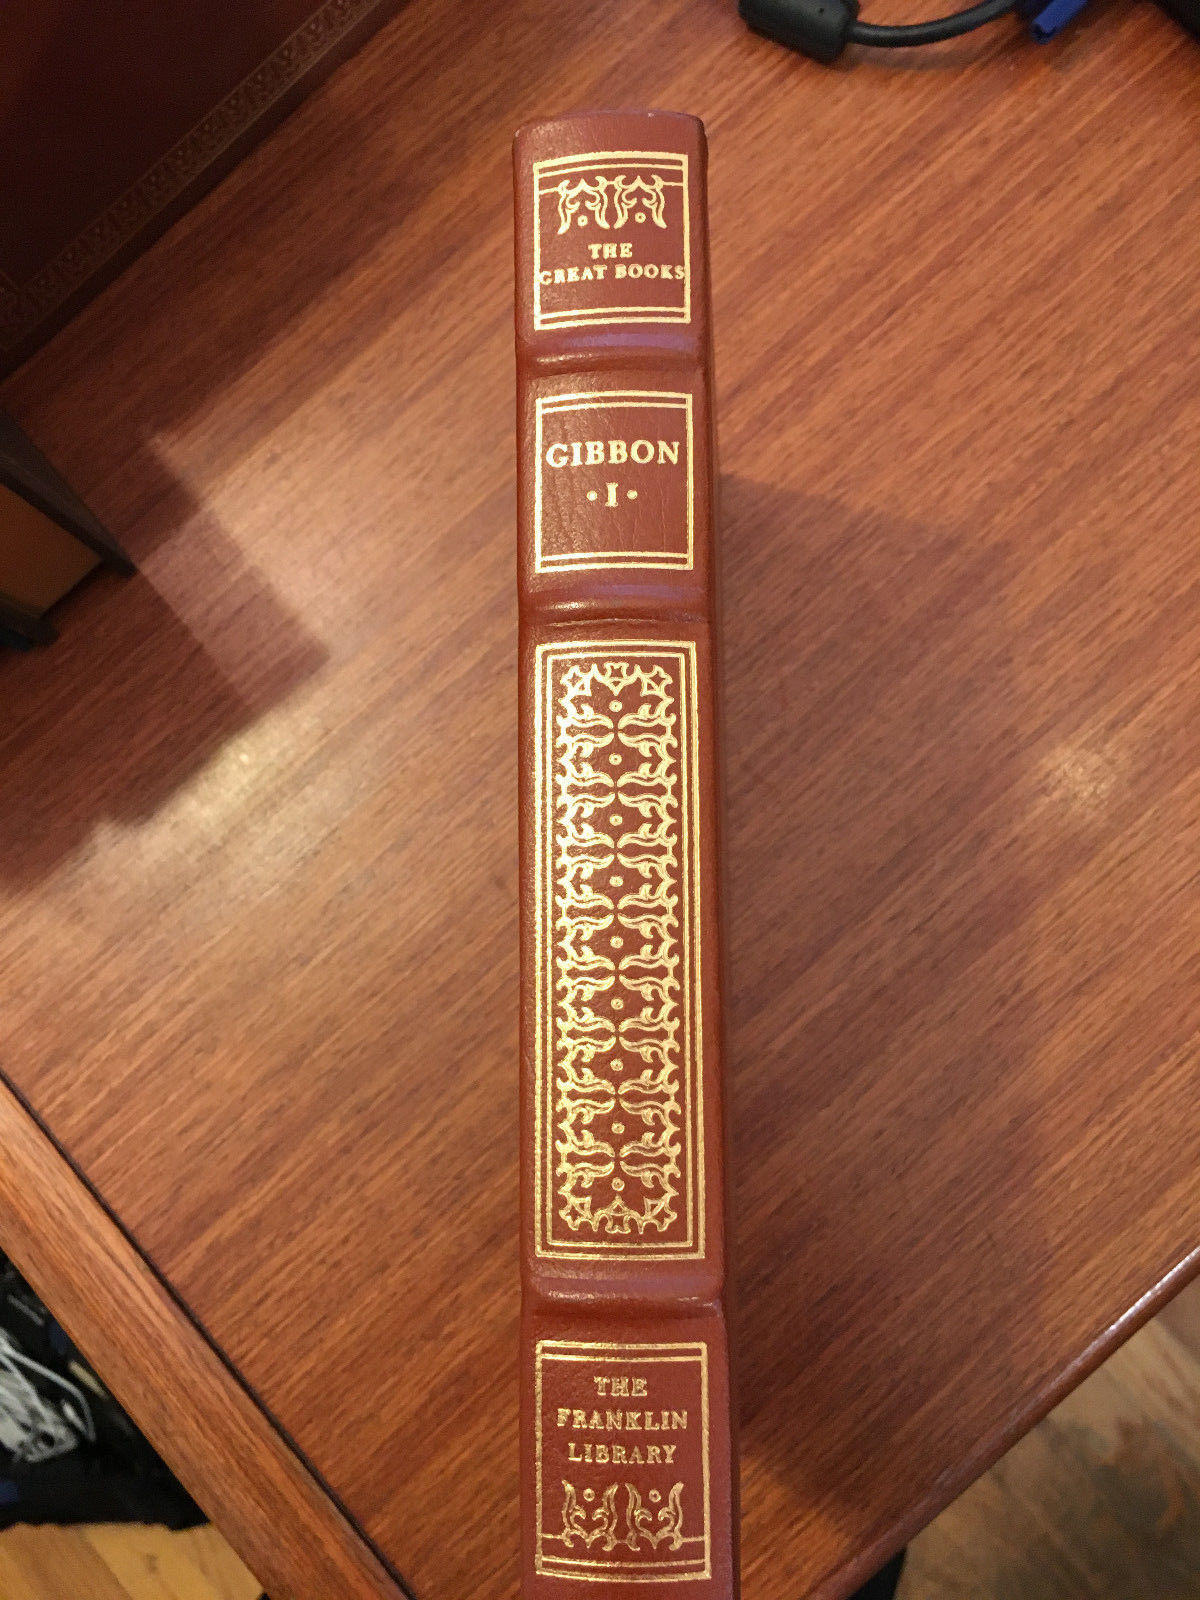 THE
GREAT BOOKS
GIBBON
• I •
THE
FRANKLIN
LIBRARY